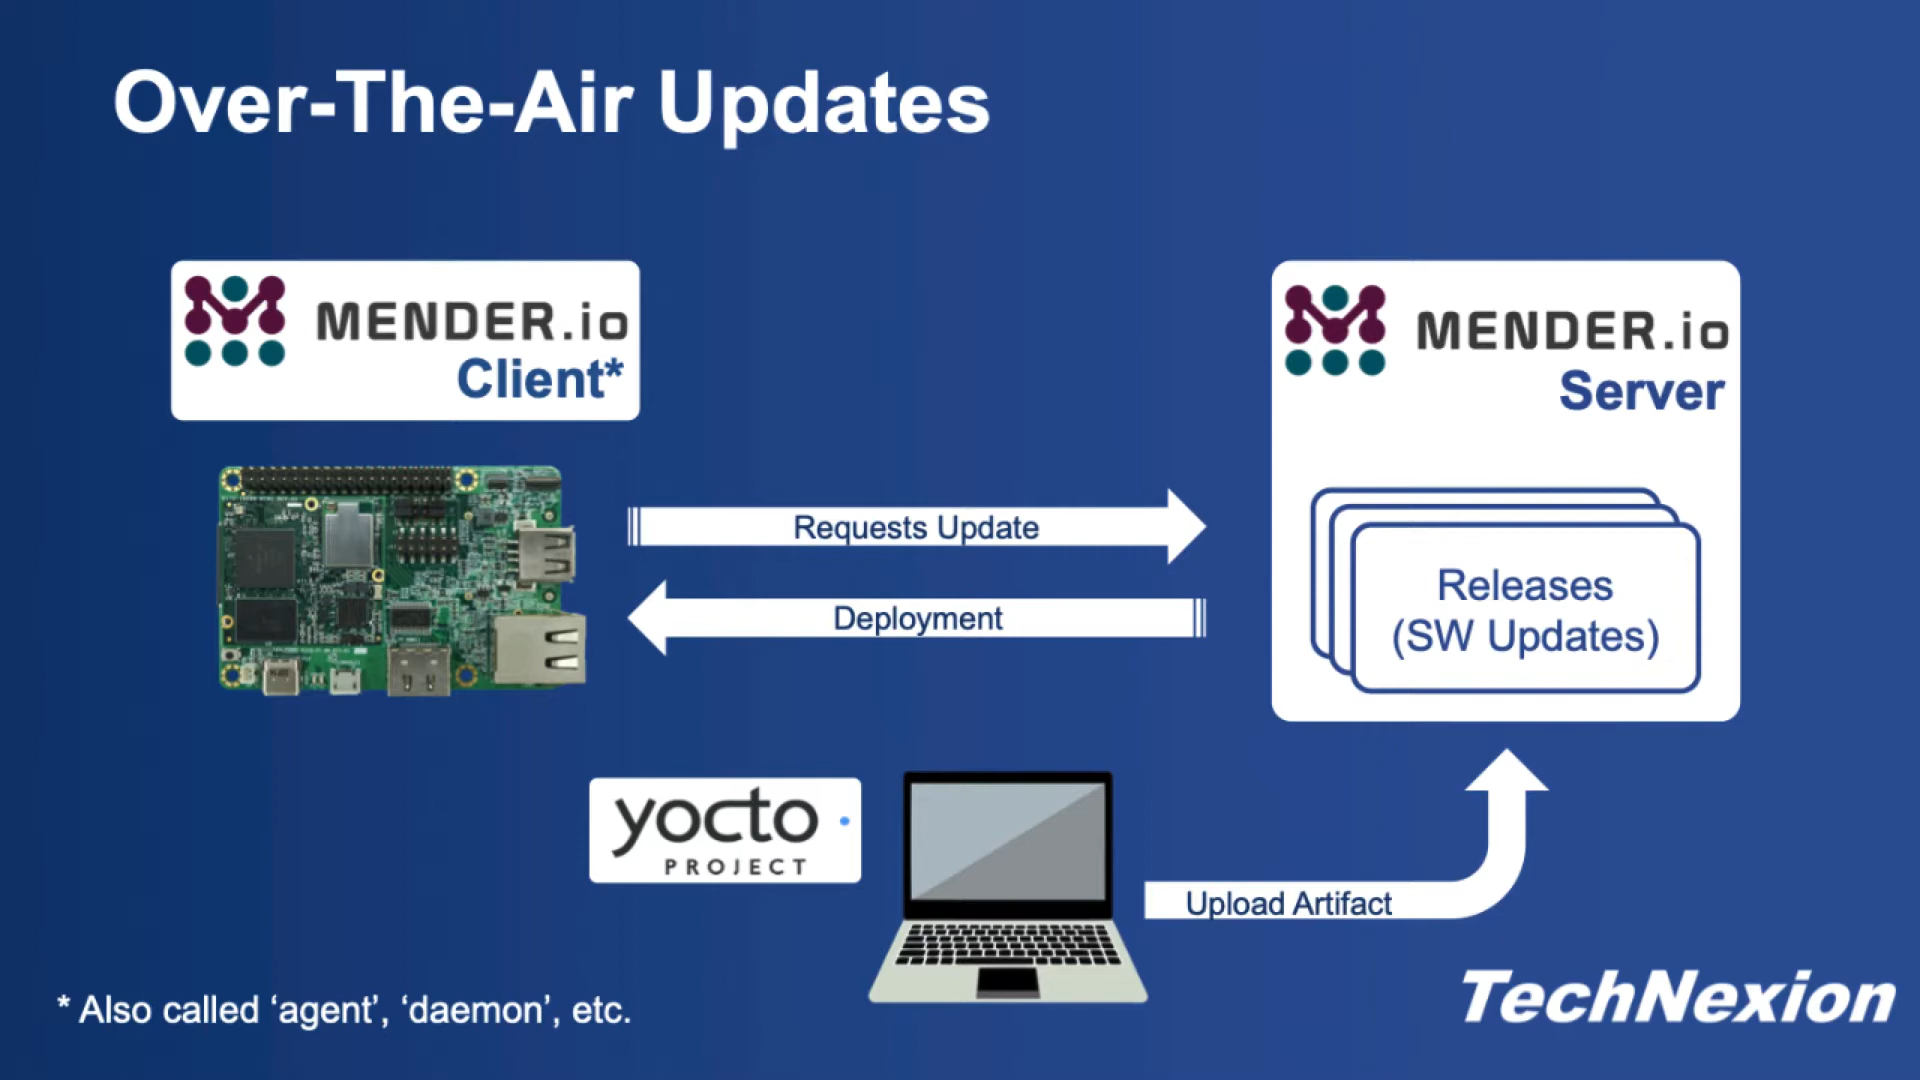 Over-The-Air Updates
MENDER.io
Client*
MENDER.io
Server
Requests Update
Deployment
Releases
(SW Updates)
yocto
PROJECT
Upload Artifact
* Also called ‘agent’, ‘daemon’, etc.
TechNexion